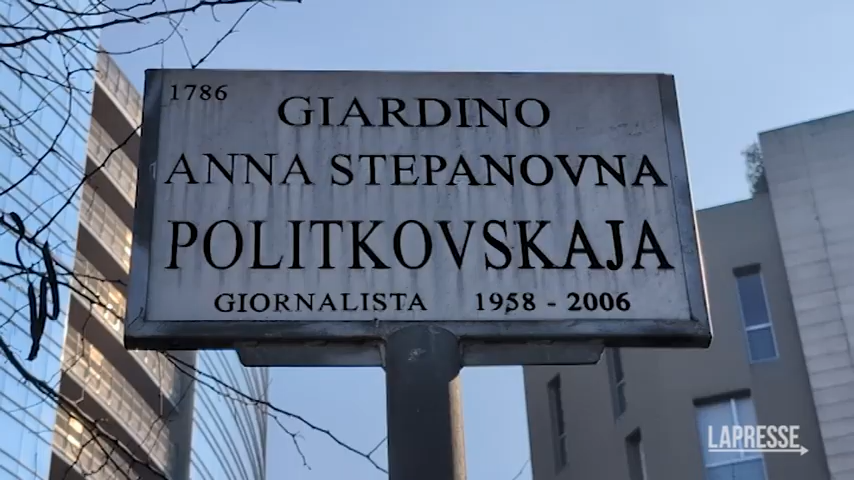 1786
GIARDINO
ANNA STEPANOVNA
POLITKOVSKAJA
GIORNALISTA 1958 - 2006
LAPRESSE